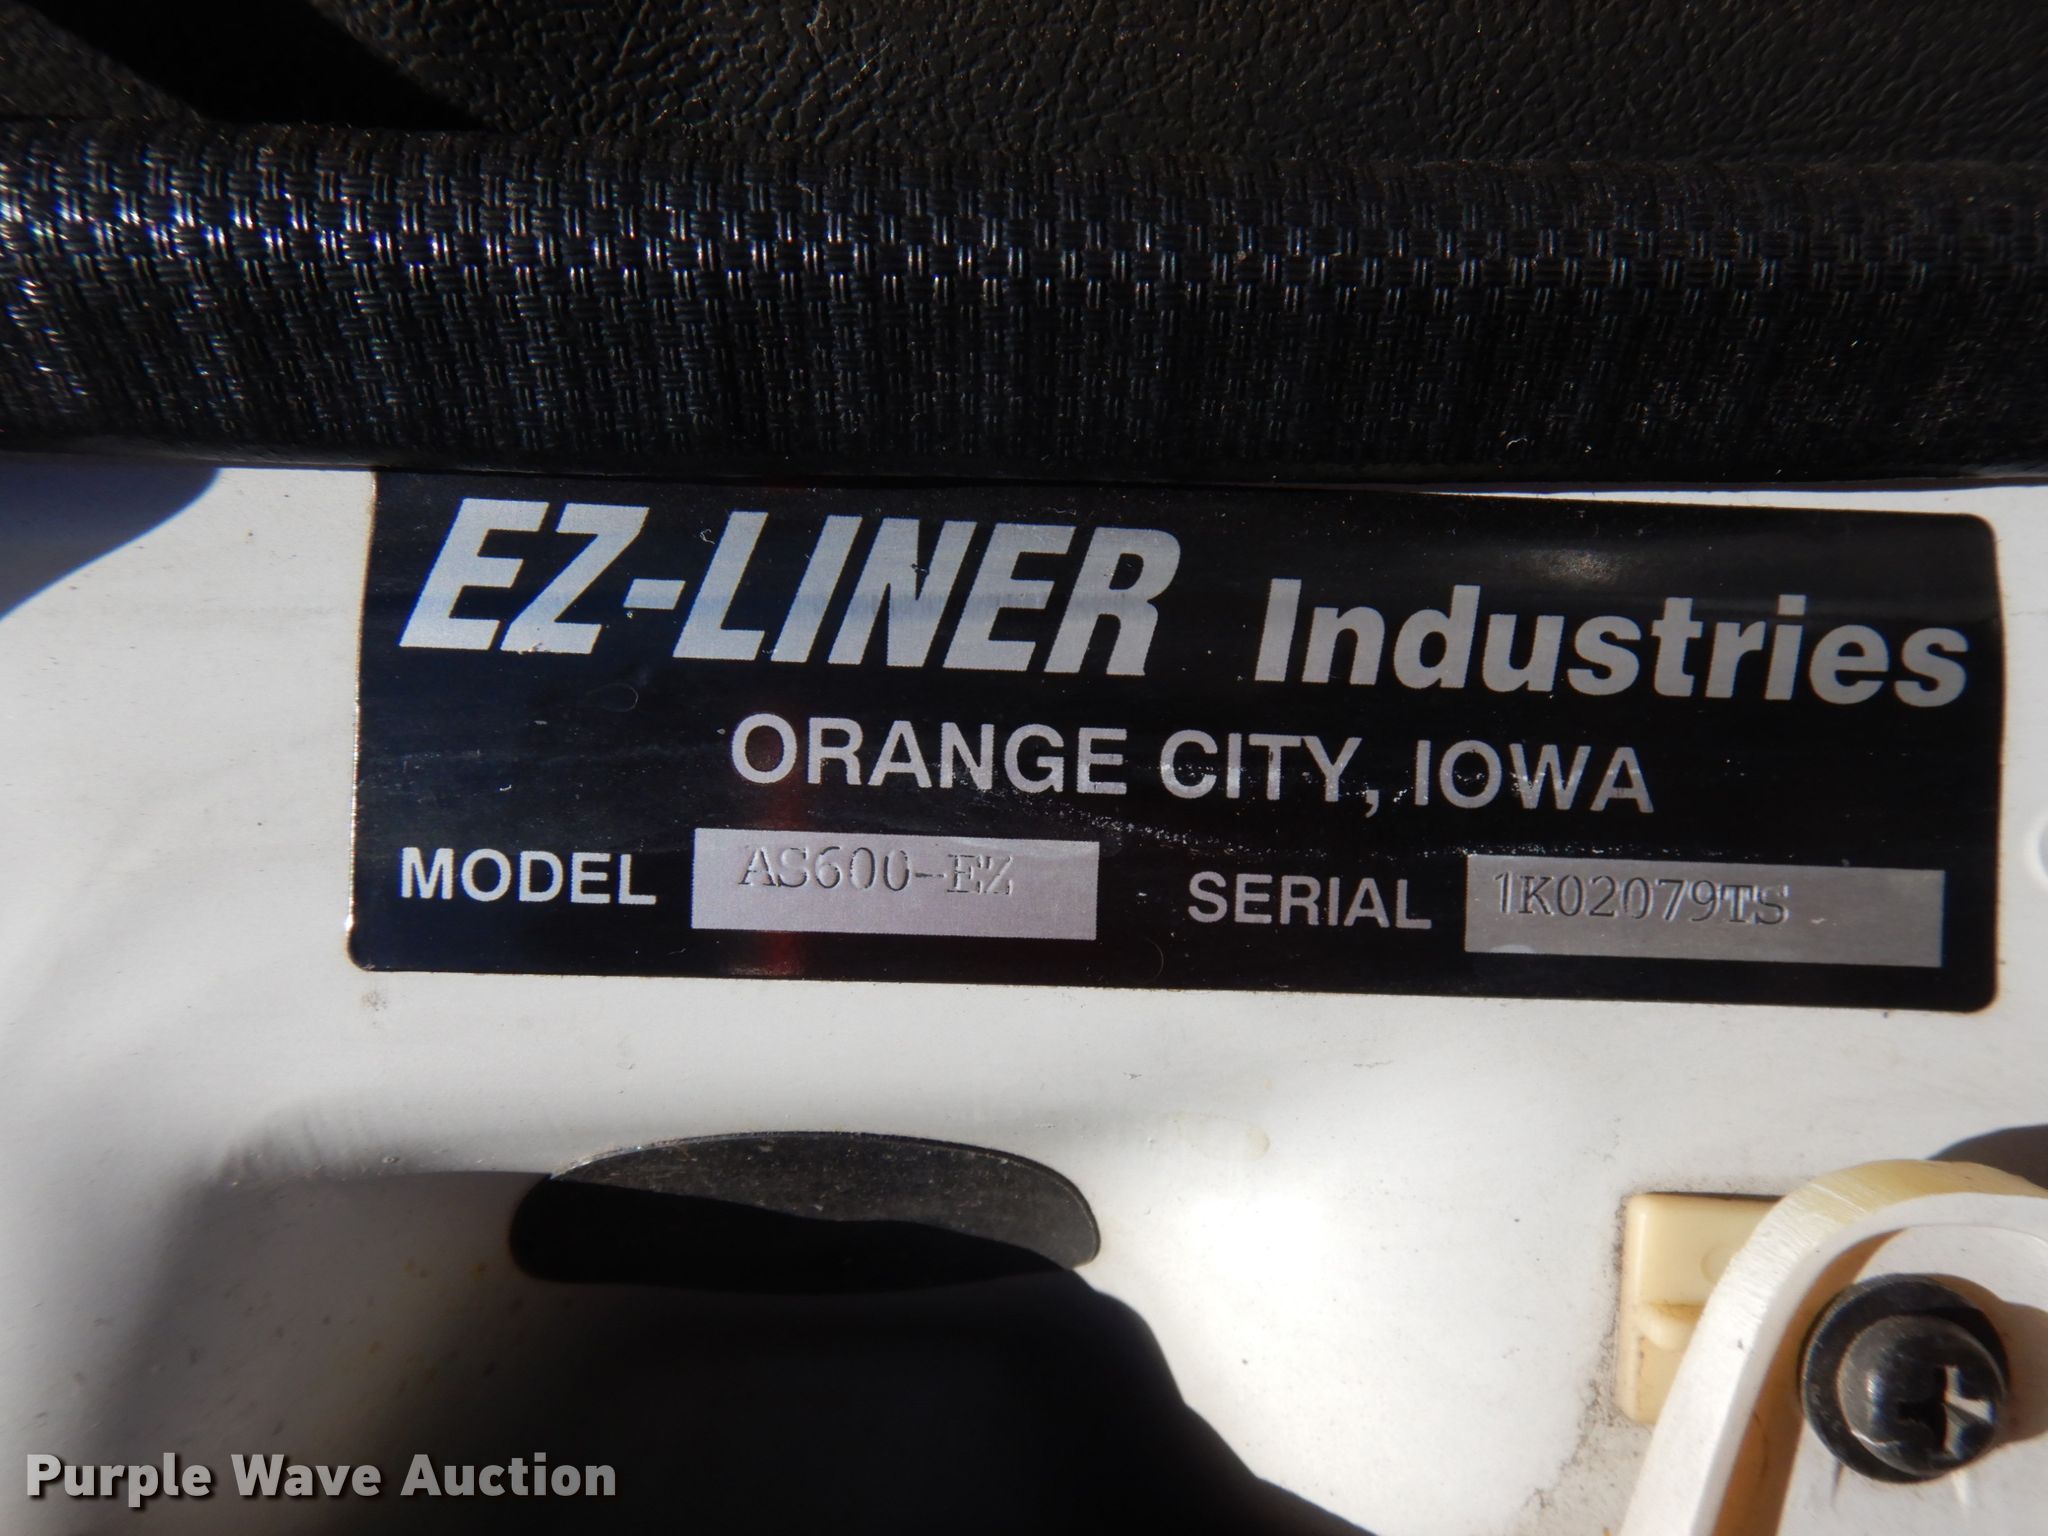 EZ-LINER Industries
ORANGE CITY, IOWA
MODEL AS600-EZ SERIAL 1K02079TS
Purple Wave Auction